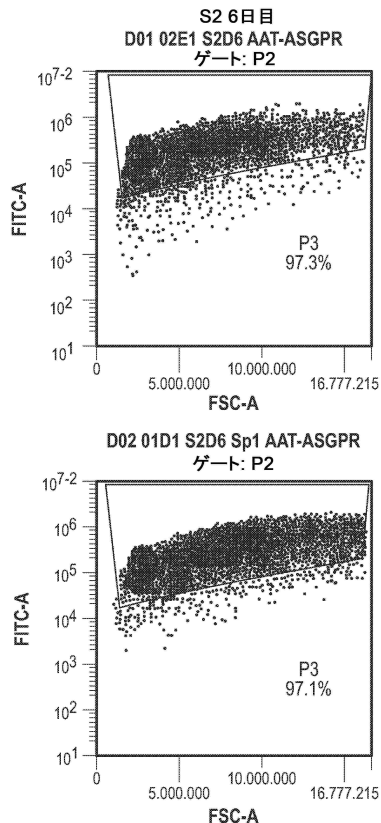 S2 6日目
D01 02E1 S2D6 AAT-ASGPR
ゲート: P2
10^7-2
10^6
10^5
10^4
10^3
10^2
10^1
FITC-A
P3
97.3%
0
5.000.000
10.000.000
16.777.215
FSC-A
D02 01D1 S2D6 Sp1 AAT-ASGPR
ゲート: P2
10^7-2
10^6
10^5
10^4
10^3
10^2
10^1
FITC-A
P3
97.1%
0
5.000.000
10.000.000
16.777.215
FSC-A